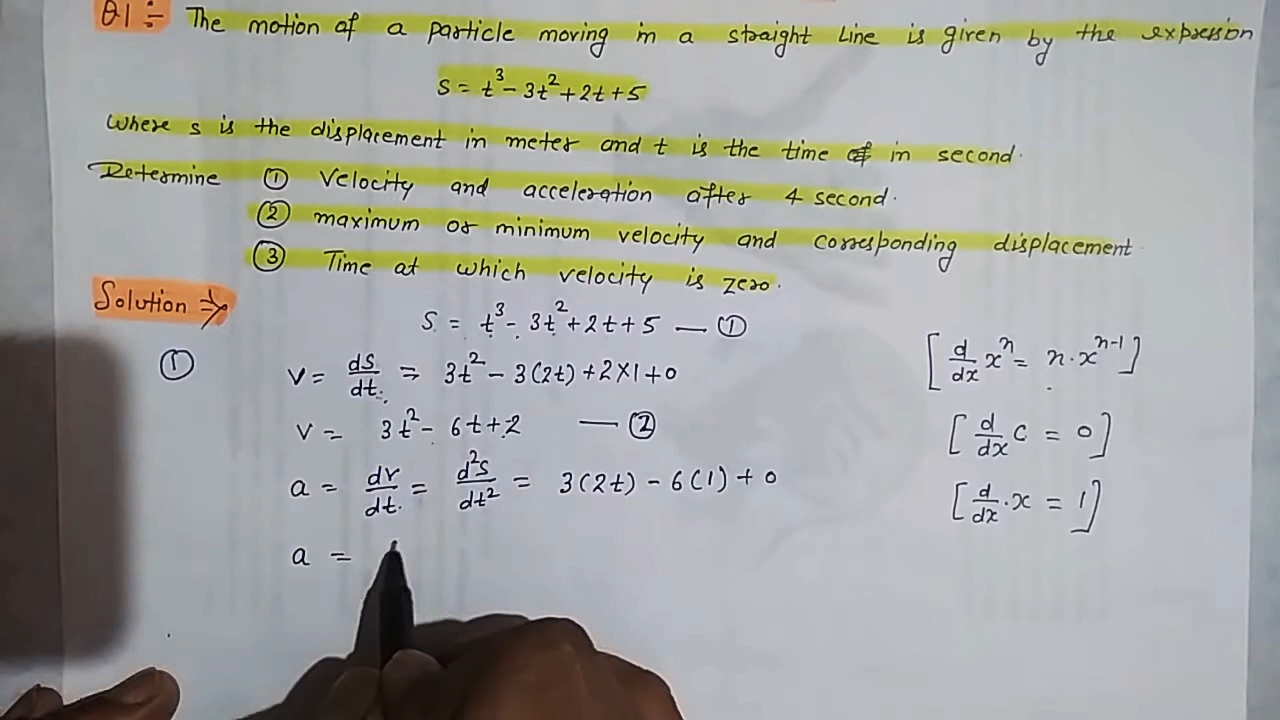 Q1 :- The motion of a particle moving in a straight line is given by the expression
s = t³ - 3t² + 2t + 5
where s is the displacement in meter and t is the time of in second.
Determine ① Velocity and acceleration after 4 second.
② maximum or minimum velocity and corresponding displacement.
③ Time at which velocity is zero.
Solution ⇒
S = t³ - 3t² + 2t + 5 — ①
① v = ds/dt ⇒ 3t² - 3(2t) + 2×1 + 0
[d/dx xⁿ = n·xⁿ⁻¹]
v = 3t² - 6t + 2 — ②
[d/dx c = 0]
a = dv/dt = d²s/dt² = 3(2t) - 6(1) + 0
[d/dx · x = 1]
a =